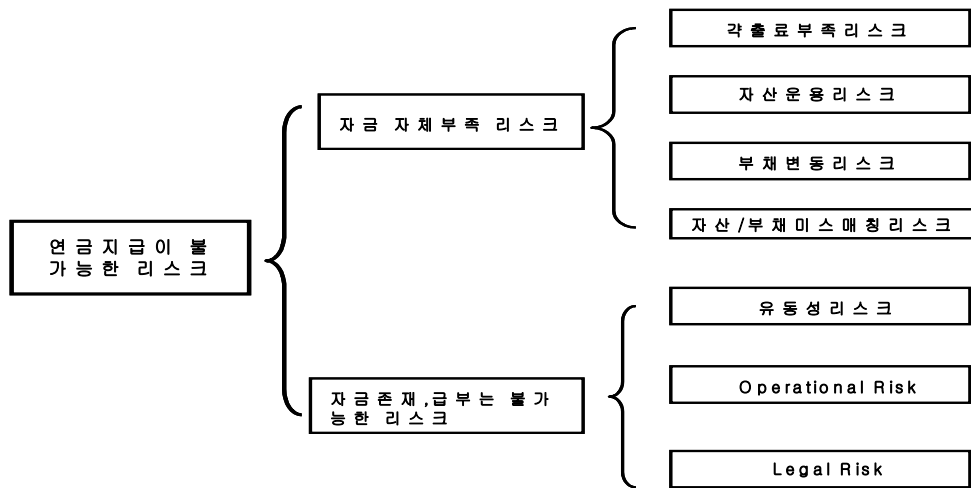 연금지급이 불
가능한 리스크
자금 자체부족 리스크
각출료부족리스크
자산운용리스크
부채변동리스크
자산/부채미스매칭리스크
자금존재,급부는 불가
능한 리스크
유동성리스크
Operational Risk
Legal Risk